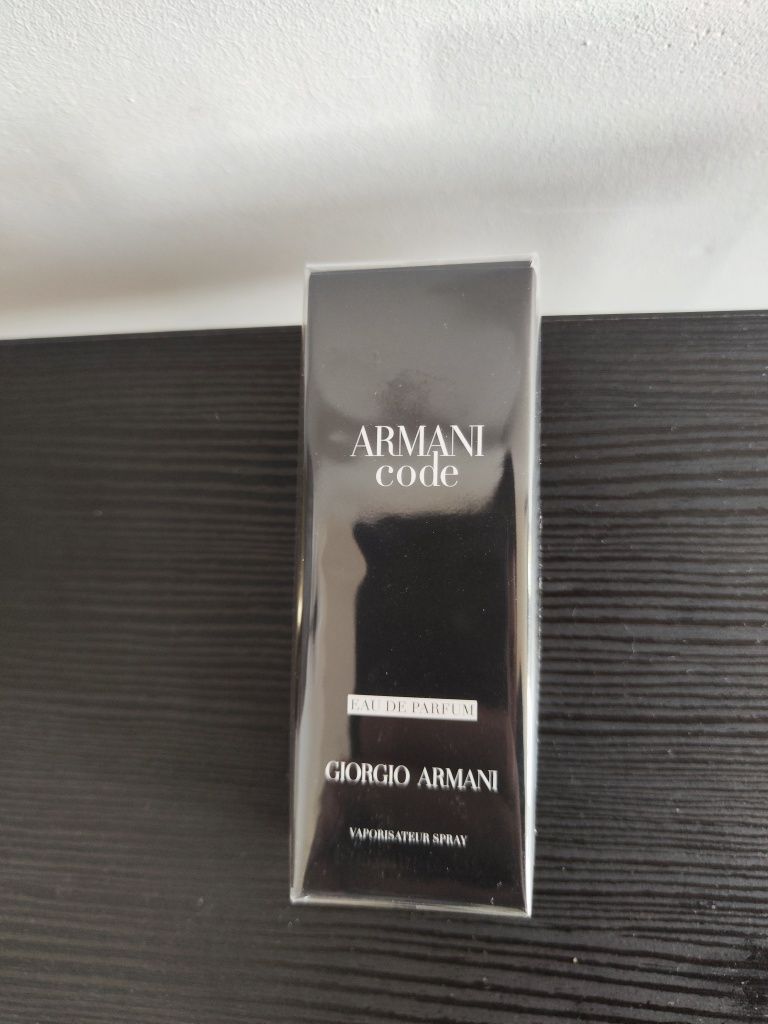 ARMANI
code
EAU DE PARFUM
GIORGIO ARMANI
VAPORISATEUR SPRAY